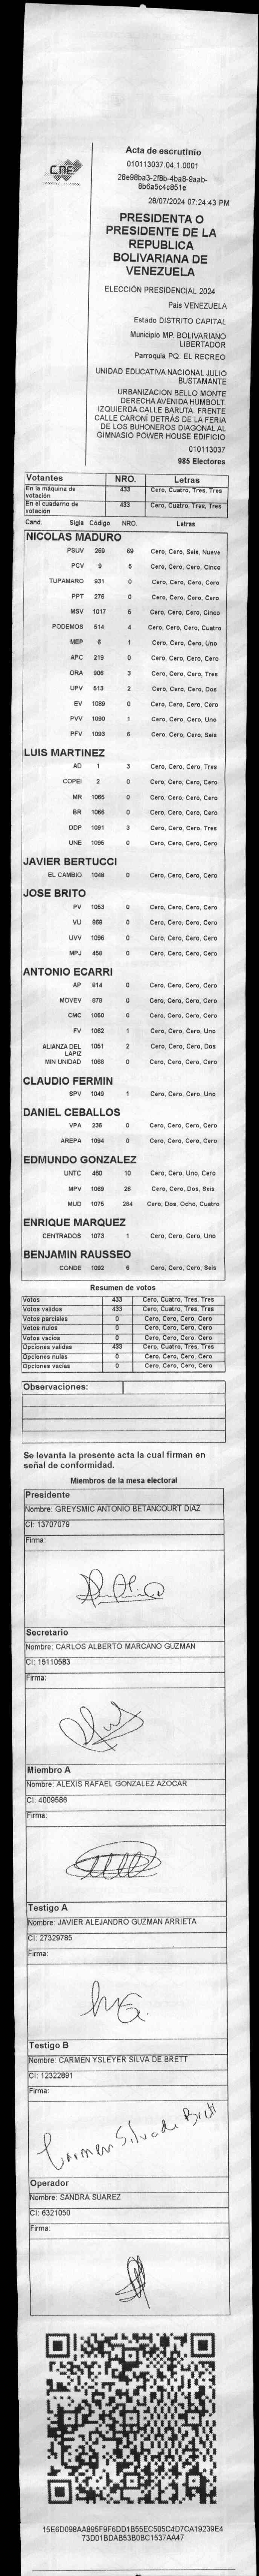 CNE
Acta de escrutinio
010113037.04.1.0001
28e98ba3-2f8b-4ba8-9aab-
8b6a5c4c851e
28/07/2024 07:24:43 PM
PRESIDENTA O
PRESIDENTE DE LA
REPUBLICA
BOLIVARIANA DE
VENEZUELA
ELECCIÓN PRESIDENCIAL 2024
Pais VENEZUELA
Estado DISTRITO CAPITAL
Municipio MP. BOLIVARIANO
LIBERTADOR
Parroquia PQ. EL RECREO
UNIDAD EDUCATIVA NACIONAL JULIO
BUSTAMANTE
URBANIZACION BELLO MONTE
DERECHA AVENIDA HUMBOLT.
IZQUIERDA CALLE BARUTA. FRENTE
CALLE CARONÍ DETRÁS DE LA FERIA
DE LOS BUHONEROS DIAGONAL AL
GIMNASIO POWER HOUSE EDIFICIO
010113037
985 Electores
Votantes NRO. Letras
En la máquina de votación 433 Cero, Cuatro, Tres, Tres
En el cuaderno de votación 433 Cero, Cuatro, Tres, Tres
Cand. Sigla Código NRO. Letras
NICOLAS MADURO
PSUV 269 69 Cero, Cero, Seis, Nueve
PCV 9 5 Cero, Cero, Cero, Cinco
TUPAMARO 931 0 Cero, Cero, Cero, Cero
PPT 276 0 Cero, Cero, Cero, Cero
MSV 1017 5 Cero, Cero, Cero, Cinco
PODEMOS 514 4 Cero, Cero, Cero, Cuatro
MEP 6 1 Cero, Cero, Cero, Uno
APC 219 0 Cero, Cero, Cero, Cero
ORA 906 3 Cero, Cero, Cero, Tres
UPV 513 2 Cero, Cero, Cero, Dos
EV 1089 0 Cero, Cero, Cero, Cero
PVV 1090 1 Cero, Cero, Cero, Uno
PFV 1093 6 Cero, Cero, Cero, Seis
LUIS MARTINEZ
AD 1 3 Cero, Cero, Cero, Tres
COPEI 2 0 Cero, Cero, Cero, Cero
MR 1065 0 Cero, Cero, Cero, Cero
BR 1066 0 Cero, Cero, Cero, Cero
DDP 1091 3 Cero, Cero, Cero, Tres
UNE 1095 0 Cero, Cero, Cero, Cero
JAVIER BERTUCCI
EL CAMBIO 1048 0 Cero, Cero, Cero, Cero
JOSE BRITO
PV 1053 0 Cero, Cero, Cero, Cero
VU 868 0 Cero, Cero, Cero, Cero
UVV 1096 0 Cero, Cero, Cero, Cero
MPJ 450 0 Cero, Cero, Cero, Cero
ANTONIO ECARRI
AP 914 0 Cero, Cero, Cero, Cero
MOVEV 879 0 Cero, Cero, Cero, Cero
CMC 1060 0 Cero, Cero, Cero, Cero
FV 1062 1 Cero, Cero, Cero, Uno
ALIANZA DEL LAPIZ 1051 2 Cero, Cero, Cero, Dos
MIN UNIDAD 1068 0 Cero, Cero, Cero, Cero
CLAUDIO FERMIN
SPV 1049 1 Cero, Cero, Cero, Uno
DANIEL CEBALLOS
VPA 236 0 Cero, Cero, Cero, Cero
AREPA 1094 0 Cero, Cero, Cero, Cero
EDMUNDO GONZALEZ
UNTC 460 10 Cero, Cero, Uno, Cero
MPV 1069 26 Cero, Cero, Dos, Seis
MUD 1075 284 Cero, Dos, Ocho, Cuatro
ENRIQUE MARQUEZ
CENTRADOS 1073 1 Cero, Cero, Cero, Uno
BENJAMIN RAUSSEO
CONDE 1092 6 Cero, Cero, Cero, Seis
Resumen de votos
Votos 433 Cero, Cuatro, Tres, Tres
Votos validos 433 Cero, Cuatro, Tres, Tres
Votos parciales 0 Cero, Cero, Cero, Cero
Votos nulos 0 Cero, Cero, Cero, Cero
Votos vacios 0 Cero, Cero, Cero, Cero
Opciones validas 433 Cero, Cuatro, Tres, Tres
Opciones nulas 0 Cero, Cero, Cero, Cero
Opciones vacias 0 Cero, Cero, Cero, Cero
Observaciones:
Se levanta la presente acta la cual firman en
señal de conformidad.
Miembros de la mesa electoral
Presidente
Nombre: GREYSMIC ANTONIO BETANCOURT DIAZ
CI: 13707079
Firma:
Secretario
Nombre: CARLOS ALBERTO MARCANO GUZMAN
CI: 15110583
Firma:
Miembro A
Nombre: ALEXIS RAFAEL GONZALEZ AZOCAR
CI: 4009586
Firma:
Testigo A
Nombre: JAVIER ALEJANDRO GUZMAN ARRIETA
CI: 27329765
Firma:
Testigo B
Nombre: CARMEN YSLEYER SILVA DE BRETT
CI: 12322891
Firma:
Carmen Silva de Brett
Operador
Nombre: SANDRA SUAREZ
CI: 6321050
Firma:
15E6D098AA895F9F6DD1B55EC505C4D7CA19239E4
73D01BDAB53B0BC1537AA47